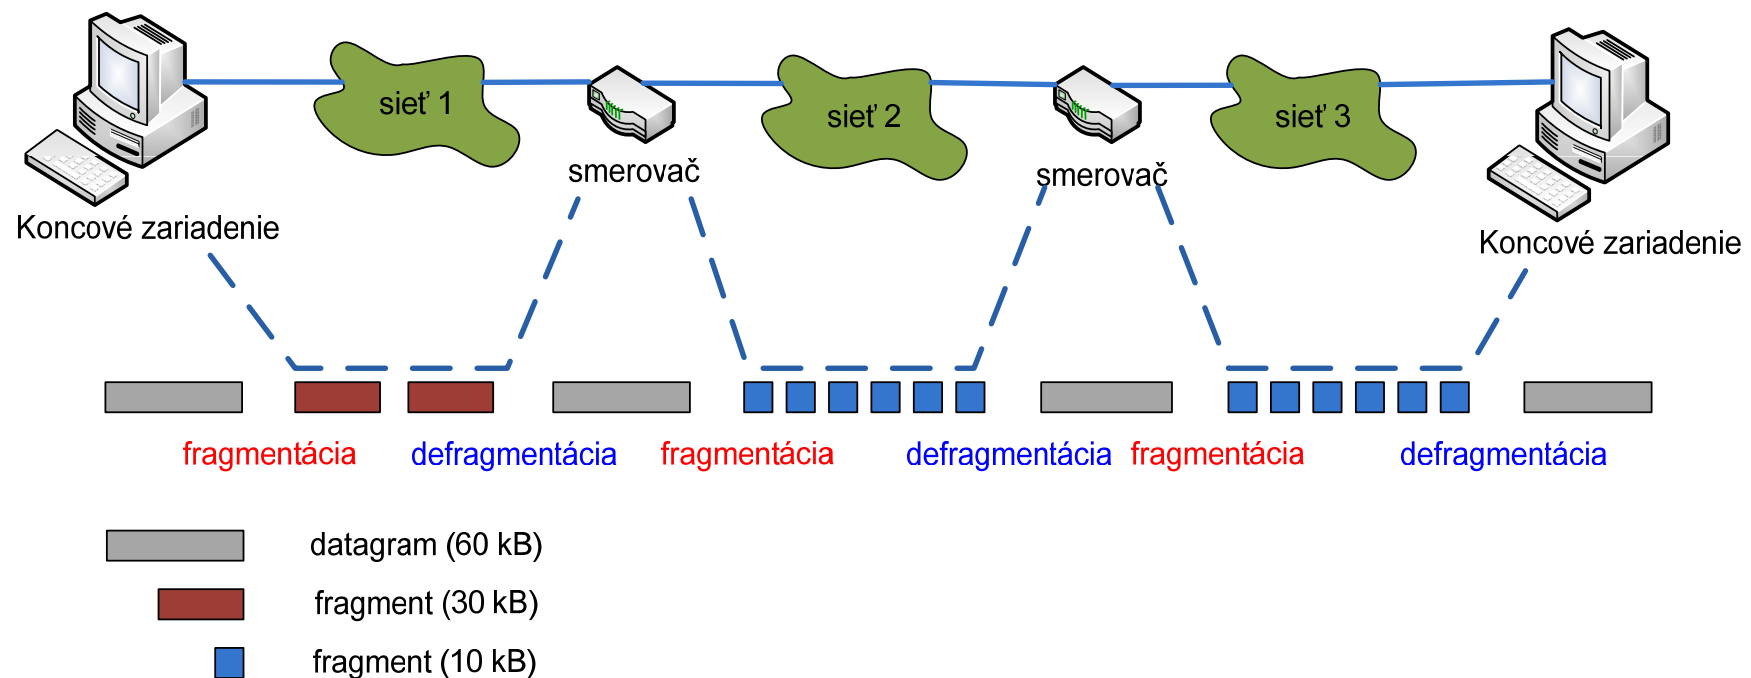 sieť 1
sieť 2
sieť 3
smerovač
smerovač
Koncové zariadenie
Koncové zariadenie
fragmentácia
defragmentácia
fragmentácia
defragmentácia
fragmentácia
defragmentácia
datagram (60 kB)
fragment (30 kB)
fragment (10 kB)